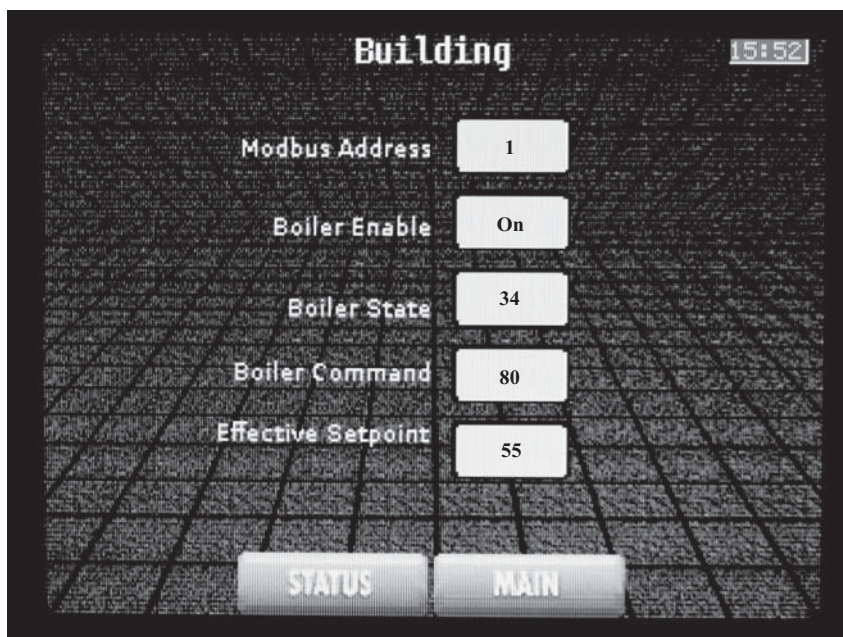 Building 15:52
Modbus Address 1
Boiler Enable On
Boiler State 34
Boiler Command 80
Effective Setpoint 55
STATUS MAIN